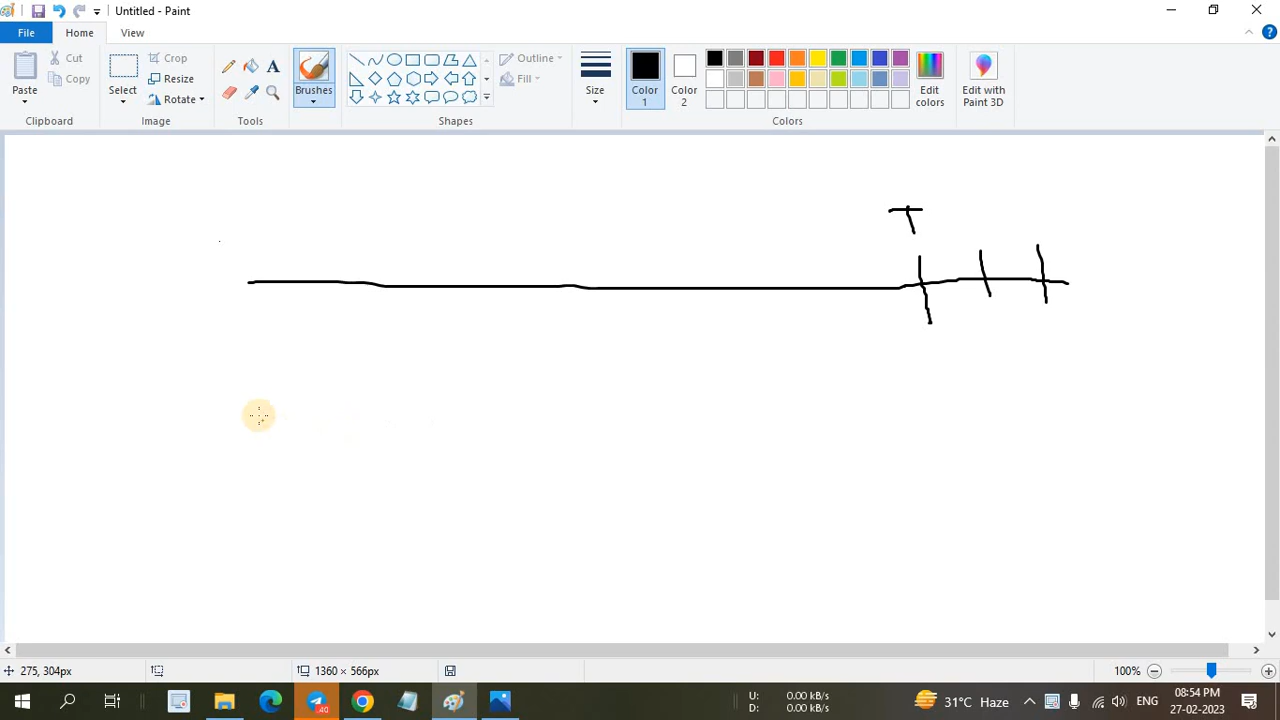 Untitled - Paint
File Home View
Paste
Cut
Copy
Clipboard
Select
Crop
Resize
Rotate
Image
A
Tools
Brushes
Outline
Fill
Shapes
Size
Color 1
Color 2
Edit colors
Colors
Edit with Paint 3D
T
275, 304px
1360 × 566px
100%
40
U: 0.00 kB/s
D: 0.00 kB/s
31°C Haze
ENG
08:54 PM
27-02-2023